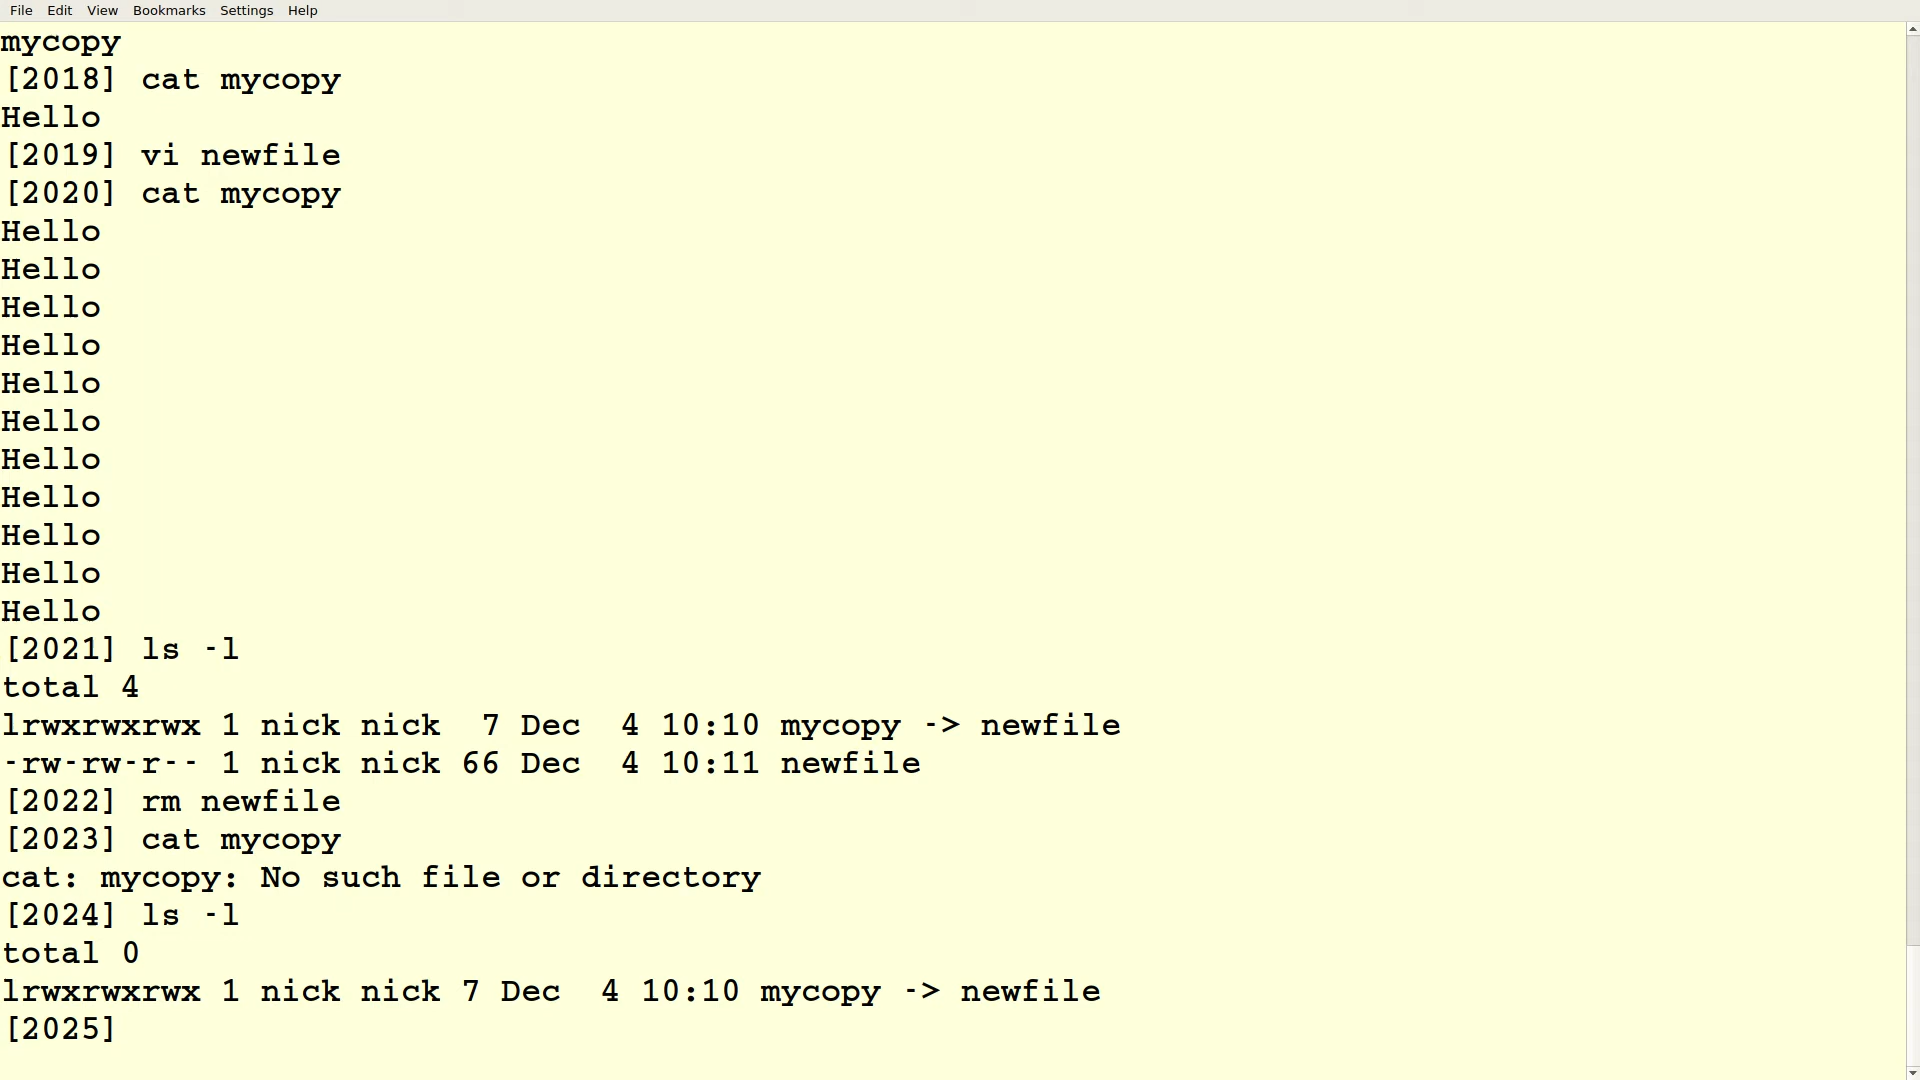 File Edit View Bookmarks Settings Help
mycopy
[2018] cat mycopy
Hello
[2019] vi newfile
[2020] cat mycopy
Hello
Hello
Hello
Hello
Hello
Hello
Hello
Hello
Hello
Hello
Hello
[2021] ls -l
total 4
lrwxrwxrwx 1 nick nick  7 Dec  4 10:10 mycopy -> newfile
-rw-rw-r-- 1 nick nick 66 Dec  4 10:11 newfile
[2022] rm newfile
[2023] cat mycopy
cat: mycopy: No such file or directory
[2024] ls -l
total 0
lrwxrwxrwx 1 nick nick 7 Dec  4 10:10 mycopy -> newfile
[2025]